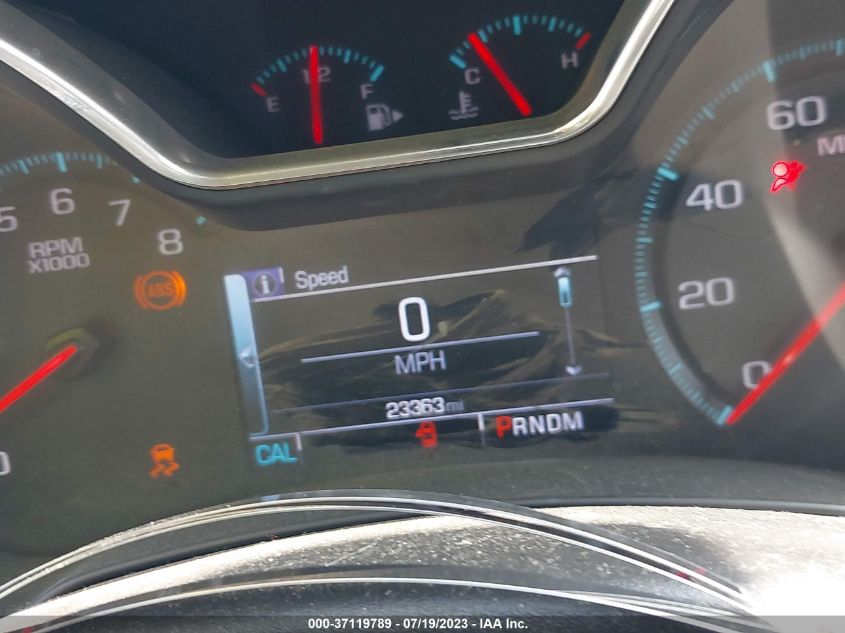 E 1/2 F
C H
5 6 7 8
RPM
X1000
ABS
0
i Speed
0
MPH
23363 mi
CAL PRNDM
60
40
20
0
000-37119789 - 07/19/2023 - IAA Inc.